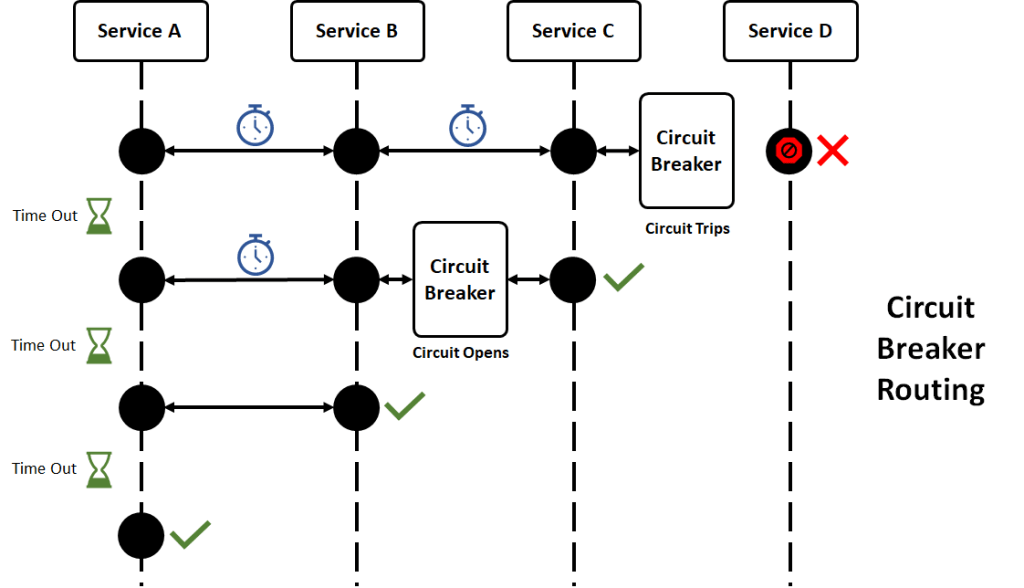 Service A
Service B
Service C
Service D
Circuit
Breaker
Circuit Trips
Time Out
Circuit
Breaker
Circuit Opens
Time Out
Time Out
Circuit
Breaker
Routing